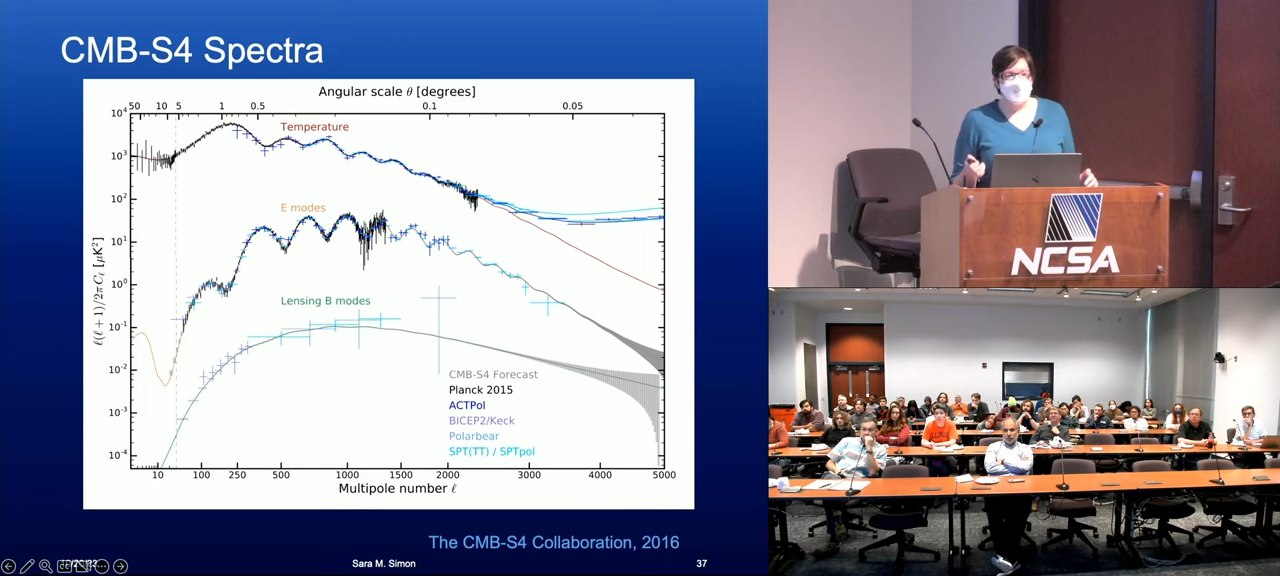 CMB-S4 Spectra
Angular scale θ [degrees]
50 10 5 1 0.5 0.1 0.05
10⁴
10³
10²
10¹
10⁰
10⁻¹
10⁻²
10⁻³
10⁻⁴
ℓ(ℓ+1)/2π Cℓ [μK²]
Temperature
E modes
Lensing B modes
CMB-S4 Forecast
Planck 2015
ACTPol
BICEP2/Keck
Polarbear
SPT(TT) / SPTpol
10 100 250 500 1000 1500 2000 3000 4000 5000
Multipole number ℓ
The CMB-S4 Collaboration, 2016
Sara M. Simon
37
NCSA